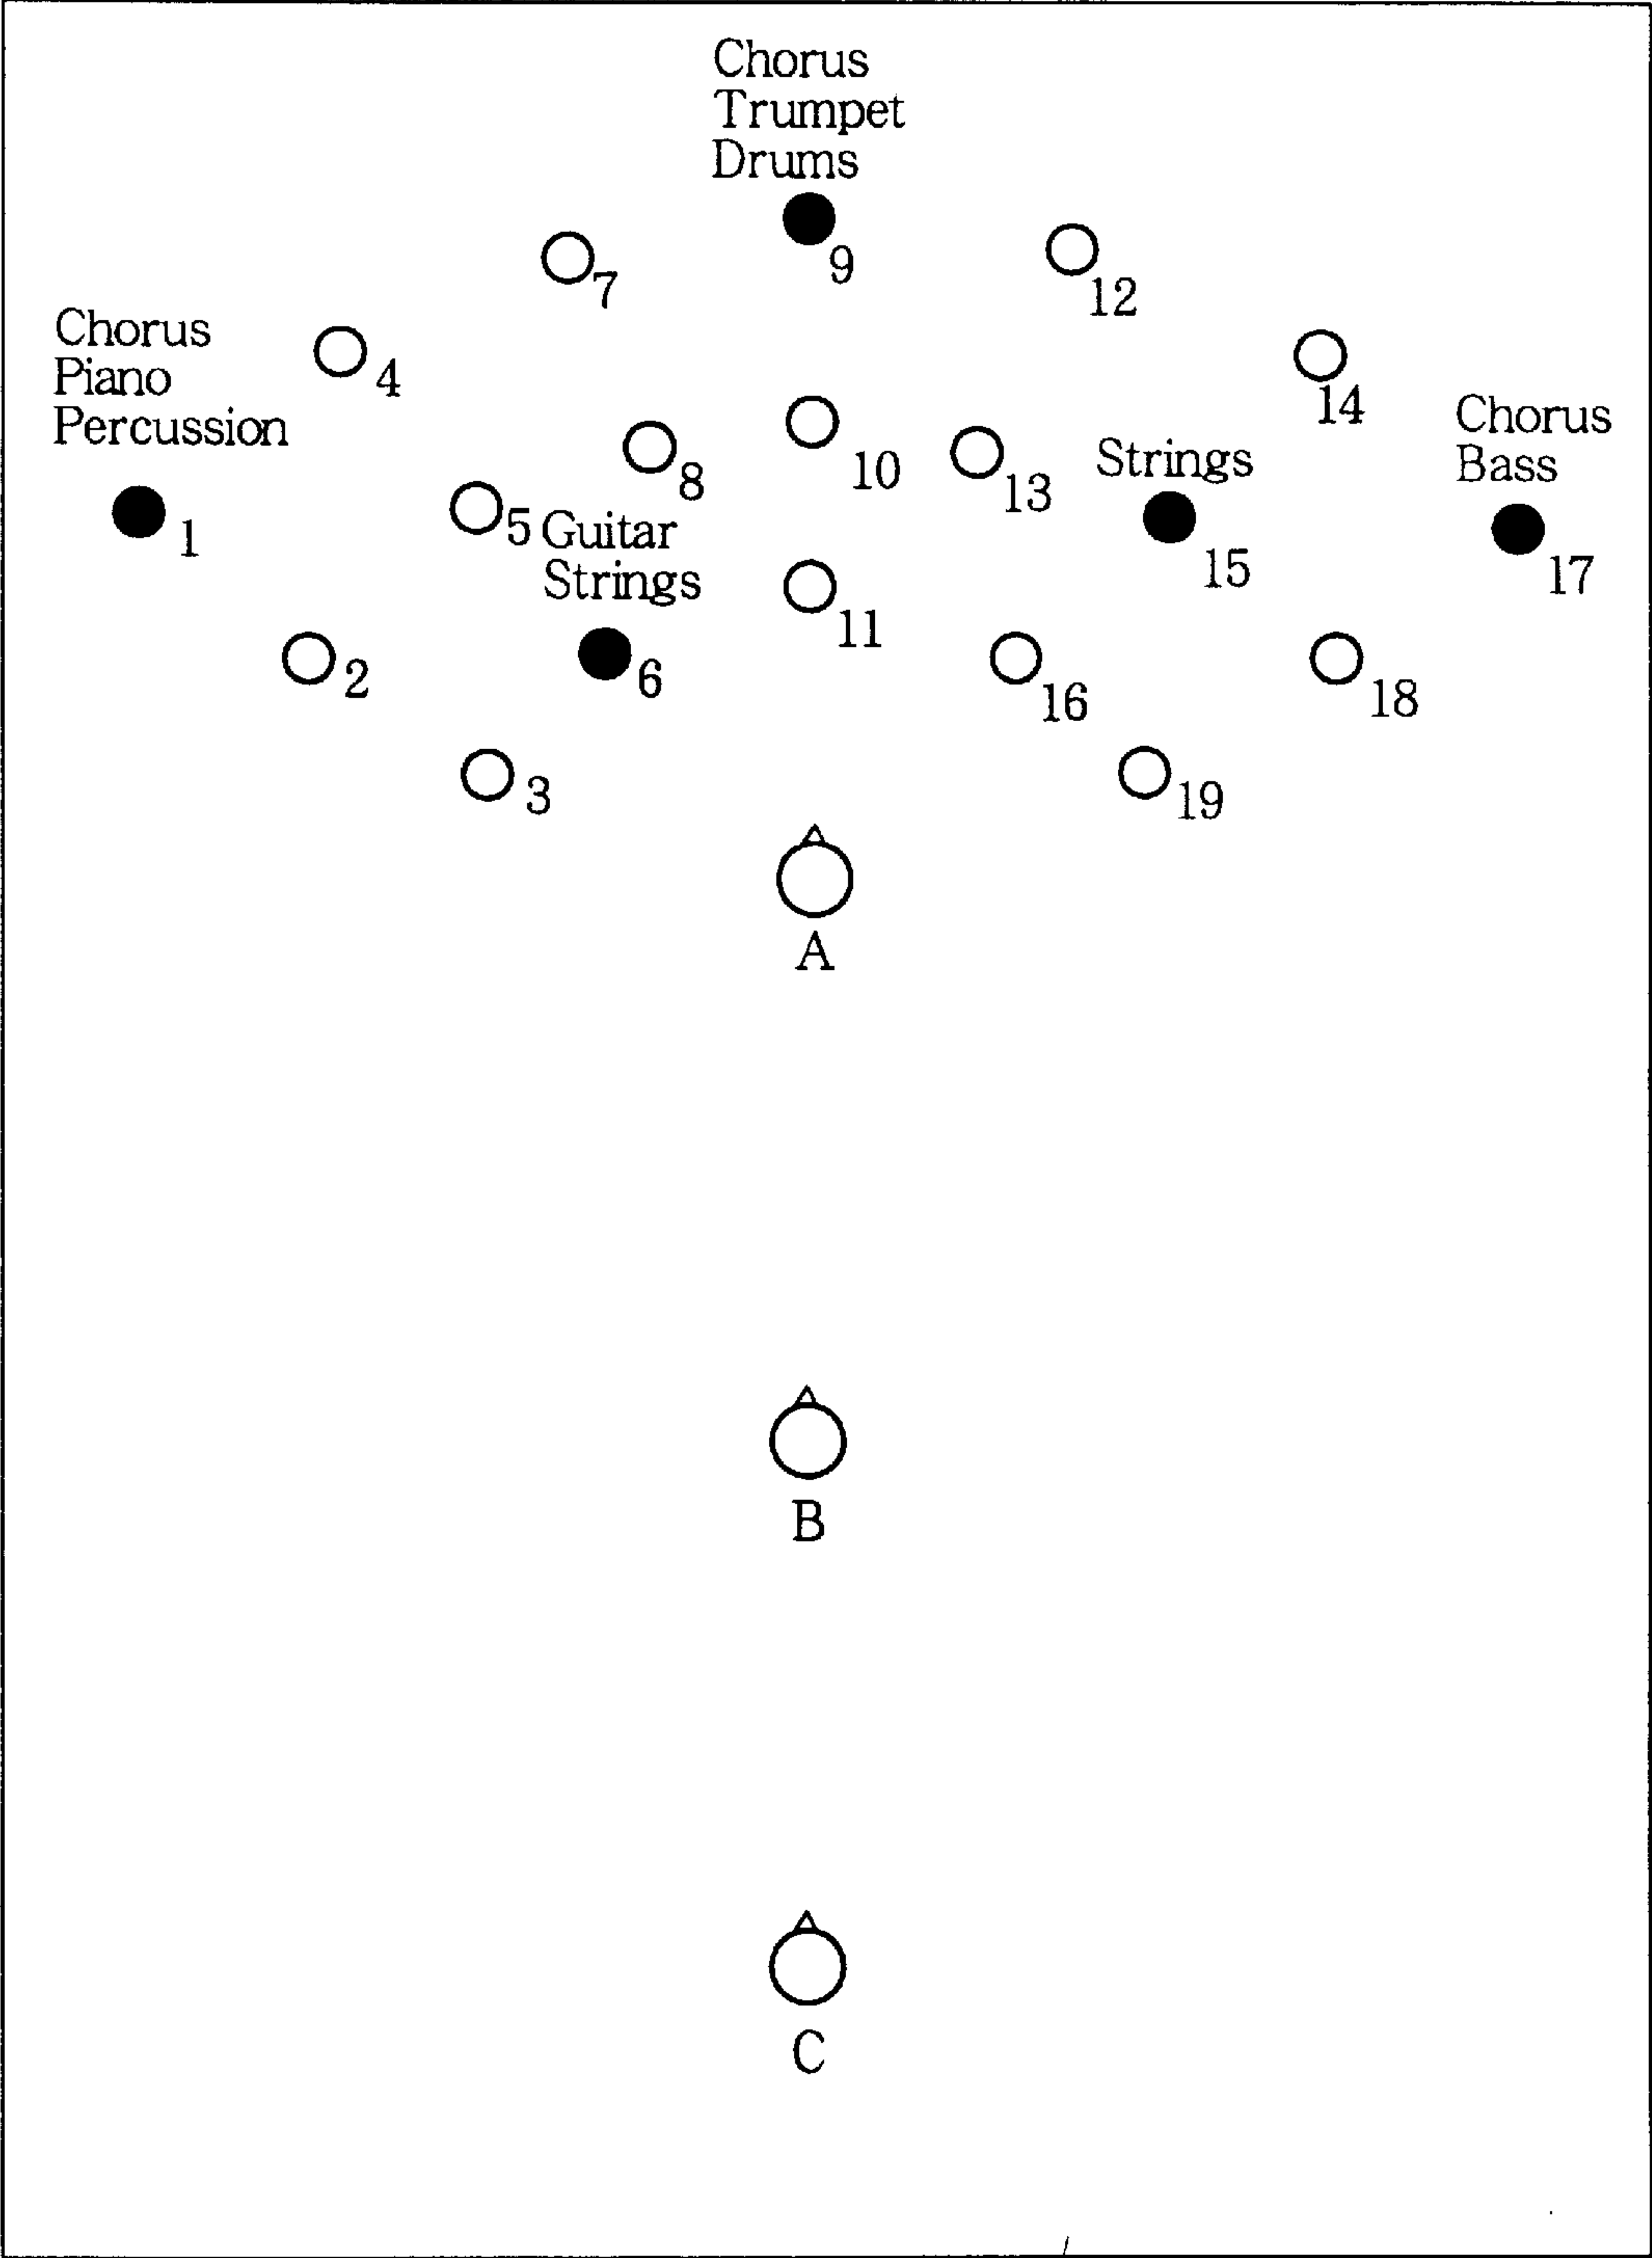 Chorus
Trumpet
Drums
9
7
12
Chorus
Piano
Percussion
4
14
Chorus
Bass
8
10
13
Strings
1
5
Guitar
Strings
15
17
11
2
6
16
18
3
19
A
B
C